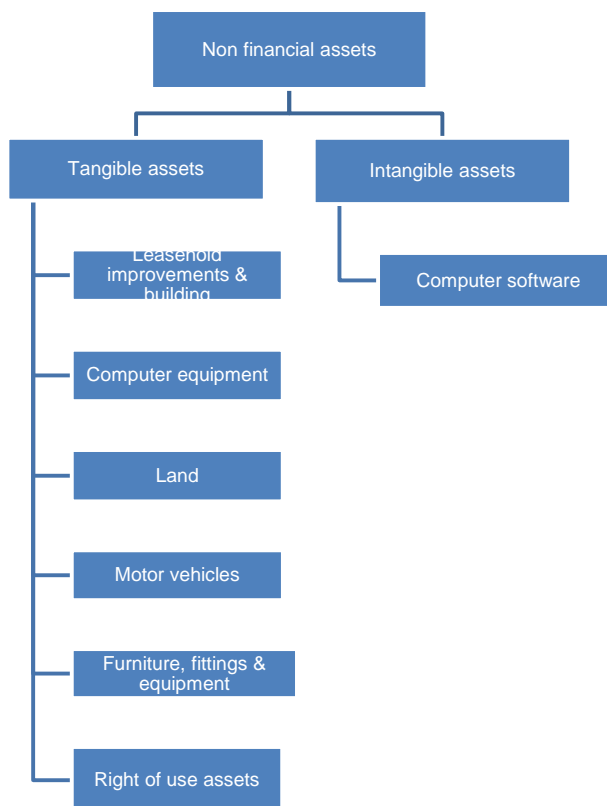 Non financial assets
Tangible assets
Intangible assets
Leasehold
improvements &
building
Computer software
Computer equipment
Land
Motor vehicles
Furniture, fittings &
equipment
Right of use assets